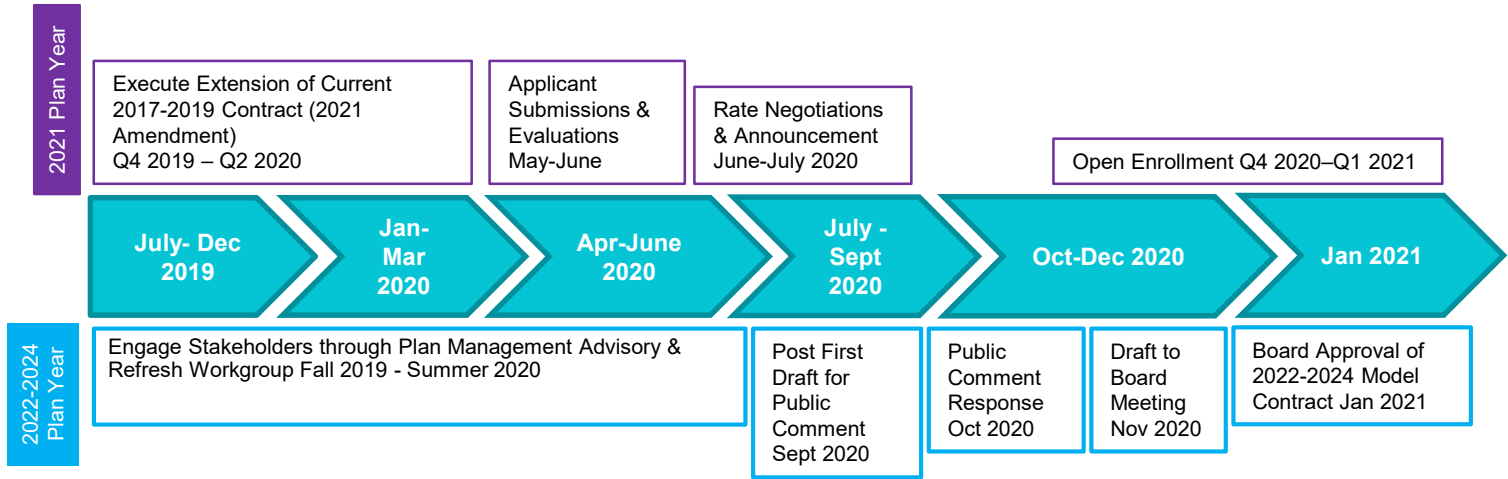 2021 Plan Year
Execute Extension of Current
2017-2019 Contract (2021
Amendment)
Q4 2019 – Q2 2020
Applicant
Submissions &
Evaluations
May-June
Rate Negotiations
& Announcement
June-July 2020
Open Enrollment Q4 2020–Q1 2021
July- Dec
2019
Jan-
Mar
2020
Apr-June
2020
July -
Sept
2020
Oct-Dec 2020
Jan 2021
2022-2024
Plan Year
Engage Stakeholders through Plan Management Advisory &
Refresh Workgroup Fall 2019 - Summer 2020
Post First
Draft for
Public
Comment
Sept 2020
Public
Comment
Response
Oct 2020
Draft to
Board
Meeting
Nov 2020
Board Approval of
2022-2024 Model
Contract Jan 2021